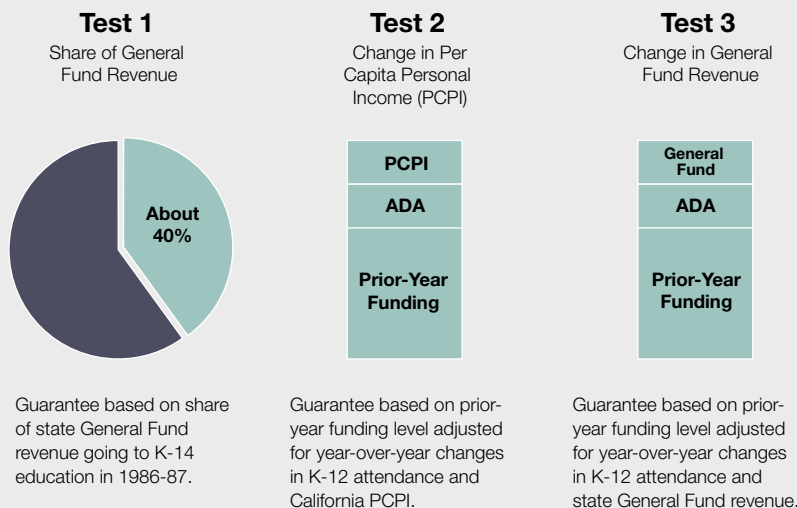 Test 1
Share of General
Fund Revenue
About
40%
Guarantee based on share
of state General Fund
revenue going to K-14
education in 1986-87.
Test 2
Change in Per
Capita Personal
Income (PCPI)
PCPI
ADA
Prior-Year
Funding
Guarantee based on prior-
year funding level adjusted
for year-over-year changes
in K-12 attendance and
California PCPI.
Test 3
Change in General
Fund Revenue
General
Fund
ADA
Prior-Year
Funding
Guarantee based on prior-
year funding level adjusted
for year-over-year changes
in K-12 attendance and
state General Fund revenue.